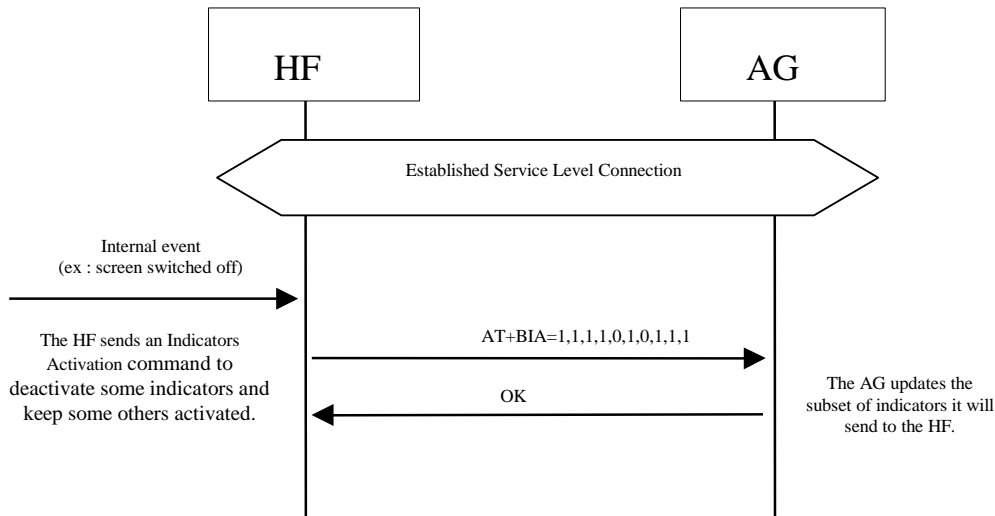 HF
AG
Established Service Level Connection
Internal event
(ex : screen switched off)
The HF sends an Indicators
Activation command to
deactivate some indicators and
keep some others activated.
AT+BIA=1,1,1,1,0,1,0,1,1,1
OK
The AG updates the
subset of indicators it will
send to the HF.